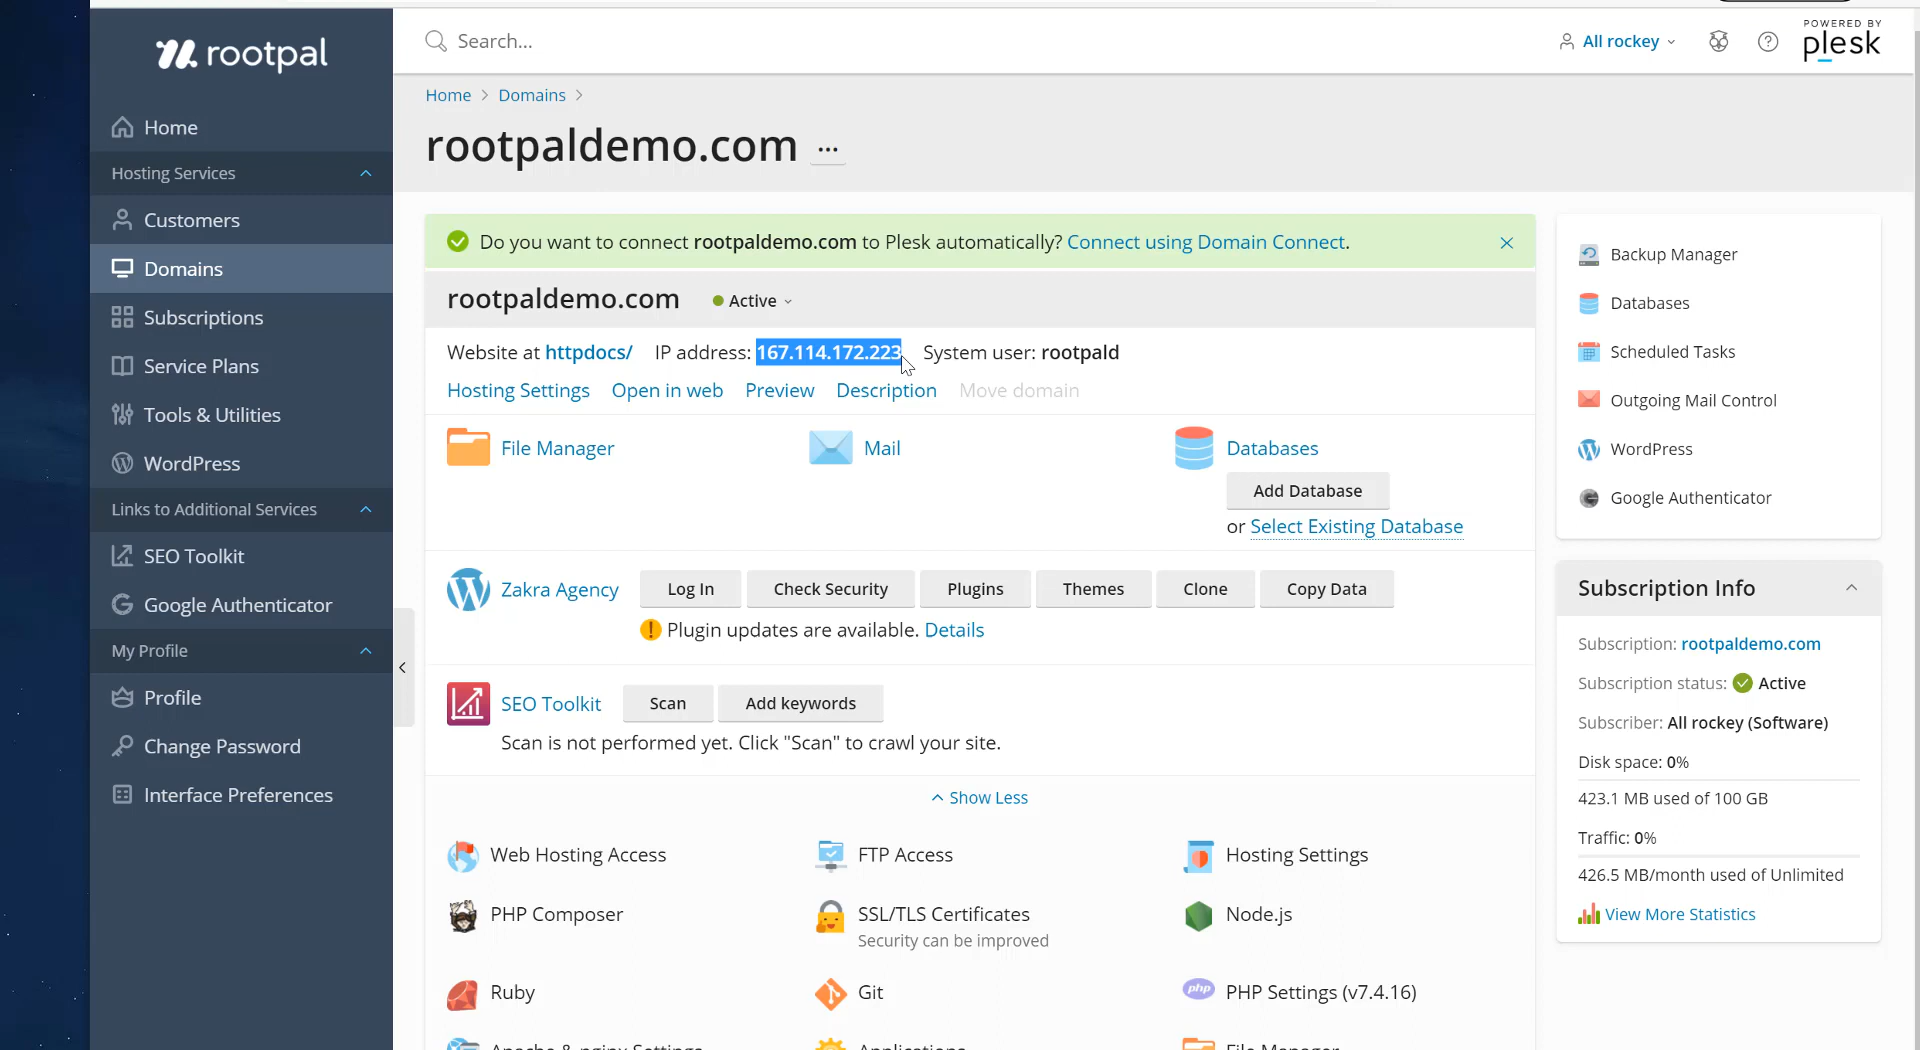 rootpal
Home
Hosting Services
Customers
Domains
Subscriptions
Service Plans
Tools & Utilities
WordPress
Links to Additional Services
SEO Toolkit
Google Authenticator
My Profile
Profile
Change Password
Interface Preferences
Search...
All rockey
POWERED BY
plesk
Home > Domains >
rootpaldemo.com ...
Do you want to connect rootpaldemo.com to Plesk automatically? Connect using Domain Connect.
rootpaldemo.com Active
Website at httpdocs/ IP address: 167.114.172.223 System user: rootpald
Hosting Settings Open in web Preview Description Move domain
File Manager Mail Databases
Add Database
or Select Existing Database
Zakra Agency Log In Check Security Plugins Themes Clone Copy Data
Plugin updates are available. Details
SEO Toolkit Scan Add keywords
Scan is not performed yet. Click "Scan" to crawl your site.
Show Less
Web Hosting Access FTP Access Hosting Settings
PHP Composer SSL/TLS Certificates Node.js
Security can be improved
Ruby Git PHP Settings (v7.4.16)
Apache & nginx Settings Applications File Manager
Backup Manager
Databases
Scheduled Tasks
Outgoing Mail Control
WordPress
Google Authenticator
Subscription Info
Subscription: rootpaldemo.com
Subscription status: Active
Subscriber: All rockey (Software)
Disk space: 0%
423.1 MB used of 100 GB
Traffic: 0%
426.5 MB/month used of Unlimited
View More Statistics